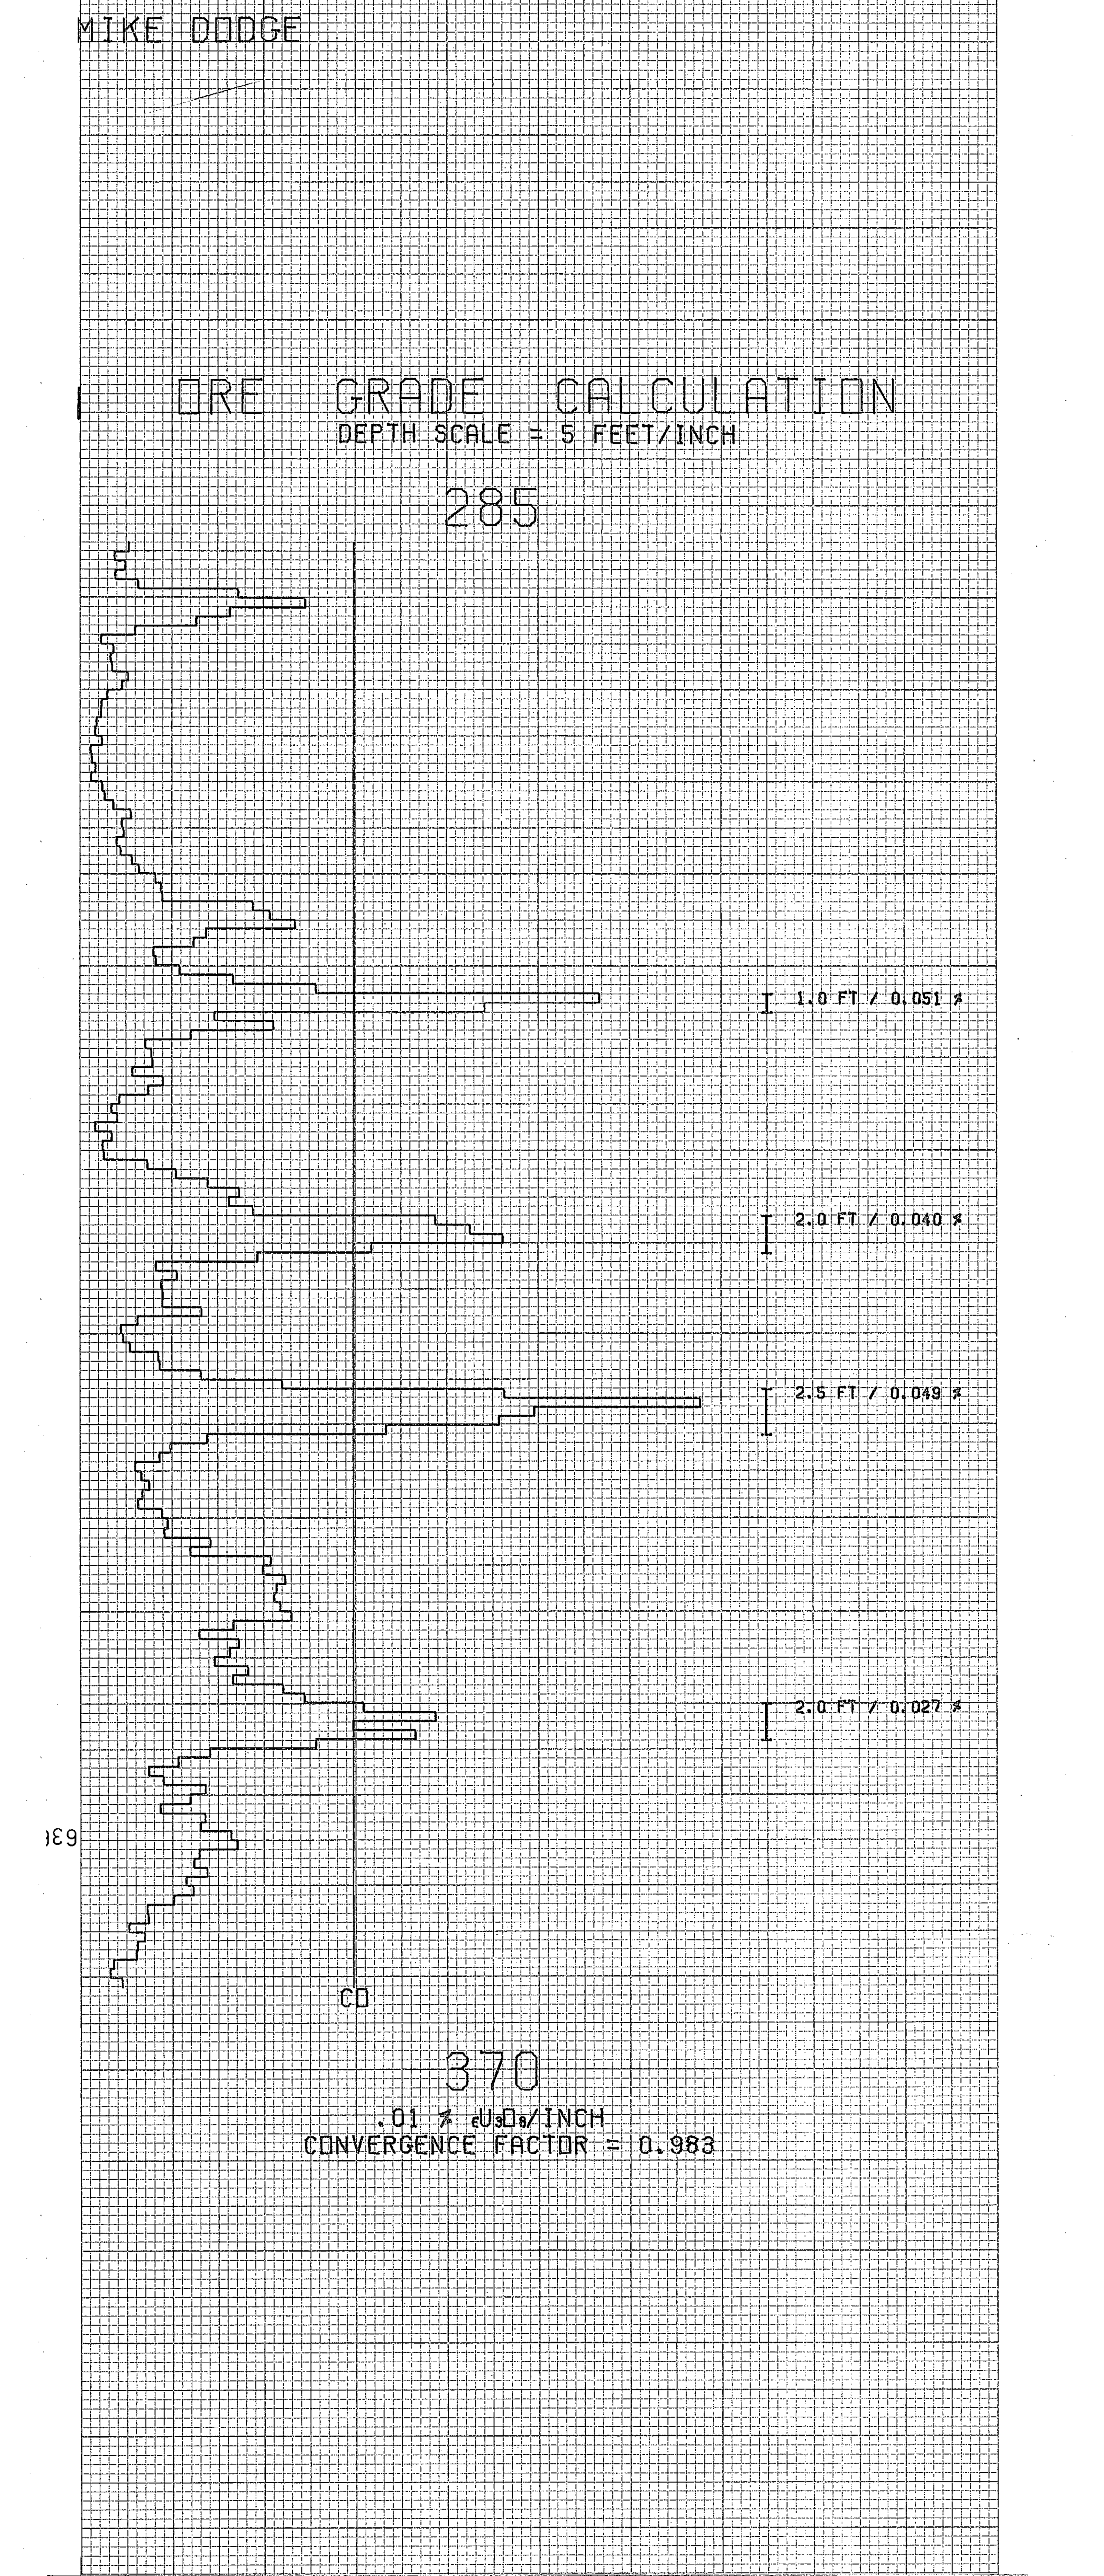 MIKE DODGE
ORE GRADE CALCULATION
DEPTH SCALE = 5 FEET/INCH
285
1.0 FT / 0.051 %
2.0 FT / 0.040 %
2.5 FT / 0.049 %
2.0 FT / 0.027 %
CO
370
.01 % EU3O8/INCH
CONVERGENCE FACTOR = 0.983